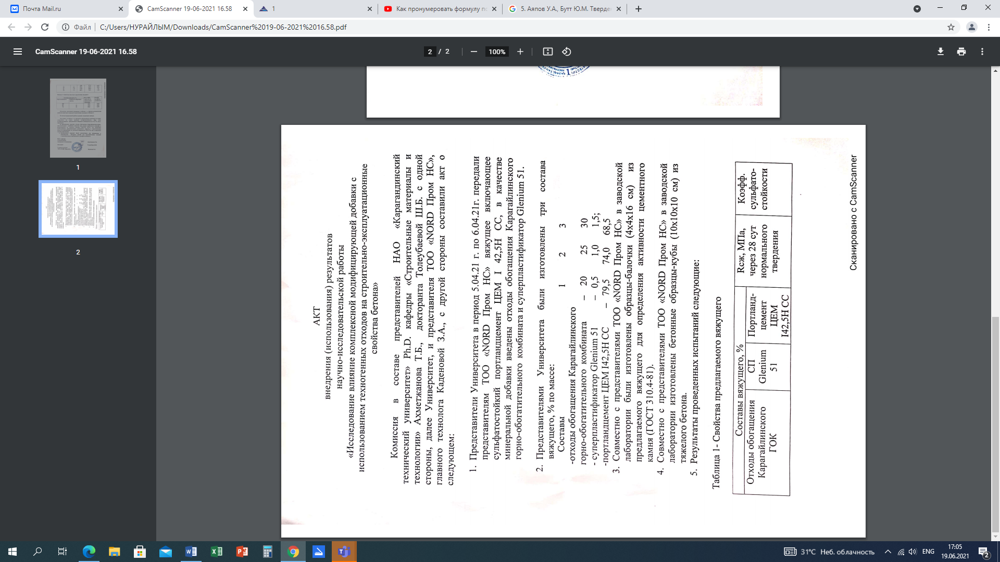 Почта Mail.ru
CamScanner 19-06-2021 16.58
1
Как пронумеровать формулу по
5. Аяпов У.А., Бутт Ю.М. Тверде
Файл
C:/Users/НУРАЙЛЫМ/Downloads/CamScanner%2019-06-2021%2016.58.pdf
CamScanner 19-06-2021 16.58
2 / 2
100%
1
2
АКТ
внедрения (использования) результатов
научно-исследовательской работы
«Исследование влияние комплексной модифицирующей добавки с
использованием техногенных отходов на строительно-эксплуатационные
свойства бетона»
Комиссия в составе представителей НАО «Карагандинский
технический университет» Ph.D. кафедры «Строительные материалы и
технологии» Ахметжанова Т.Б., докторанта Толеубаевой Ш.Б. с одной
стороны, далее Университет, и представителя ТОО «NORD Пром НС»,
главного технолога Каденовой З.А., с другой стороны составили акт о
следующем:
1. Представители Университета в период 5.04.21 г. по 6.04.21г. передали
представителям ТОО «NORD Пром НС» вяжущее включающее
сульфатостойкий портландцемент ЦЕМ I 42,5Н СС, в качестве
минеральной добавки введены отходы обогащения Карагайлинского
горно-обогатительного комбината и суперпластификатор Glenium 51.
2. Представителями Университета были изготовлены три состава
вяжущего, % по массе:
Составы 1 2 3
-отходы обогащения Карагайлинского
горно-обогатительного комбината – 20 25 30
- суперпластификатор Glenium 51 – 0,5 1,0 1,5;
-портландцемент ЦЕМ I42,5Н СС – 79,5 74,0 68,5
3. Совместно с представителями ТОО «NORD Пром НС» в заводской
лаборатории были изготовлены образцы-балочки (4х4х16 см) из
предлагаемого вяжущего для определения активности цементного
камня (ГОСТ 310.4-81).
4. Совместно с представителями ТОО «NORD Пром НС» в заводской
лаборатории изготовлены бетонные образцы-кубы (10х10х10 см) из
тяжелого бетона.
5. Результаты проведенных испытаний следующие:
Таблица 1- Свойства предлагаемого вяжущего
Составы вяжущего, %
Отходы обогащения
Карагайлинского
ГОК
СП
Glenium
51
Портланд-
цемент
ЦЕМ
I42,5Н СС
Rсж, МПа,
через 28 сут
нормального
твердения
Коэфф.
сульфато-
стойкости
Сканировано с CamScanner
31°C Неб. облачность
ENG
17:05
19.06.2021
2